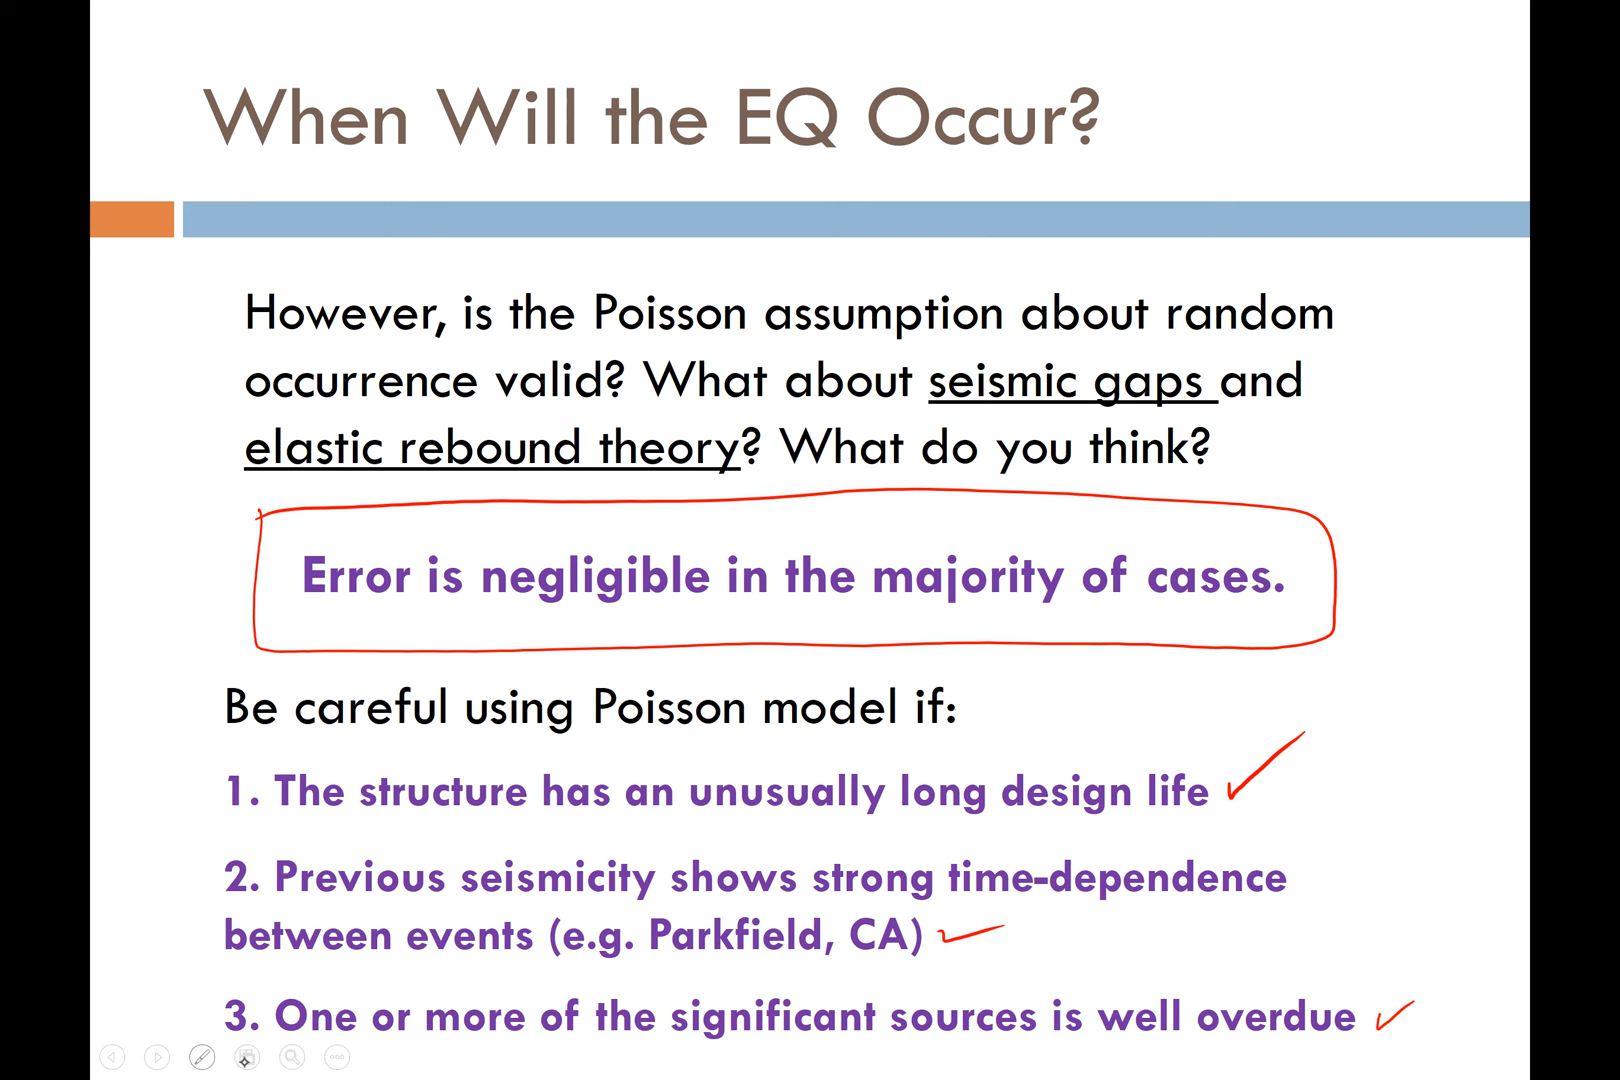 When Will the EQ Occur?
However, is the Poisson assumption about random
occurrence valid? What about seismic gaps and
elastic rebound theory? What do you think?
Error is negligible in the majority of cases.
Be careful using Poisson model if:
1. The structure has an unusually long design life
2. Previous seismicity shows strong time-dependence
between events (e.g. Parkfield, CA)
3. One or more of the significant sources is well overdue